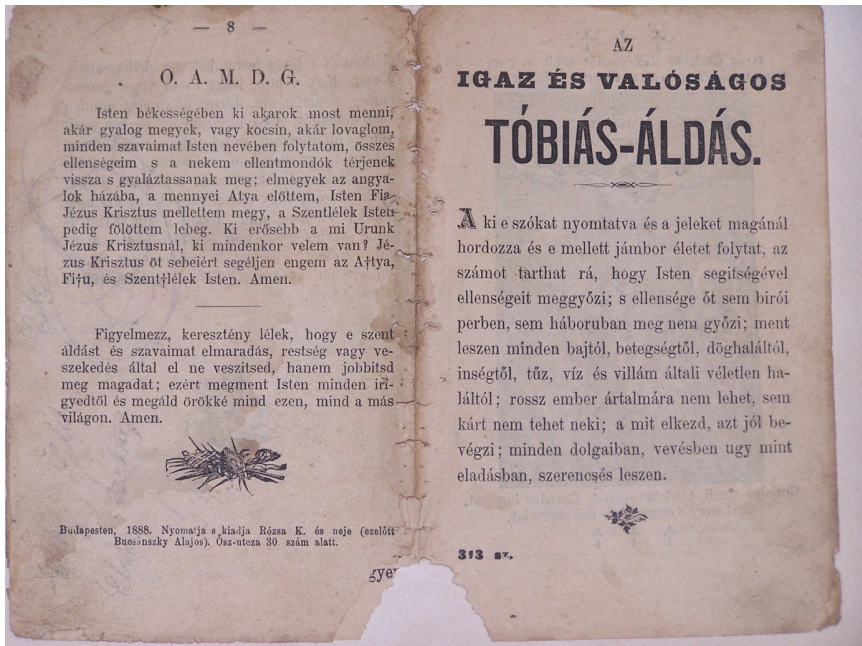 — 8 —
O. A. M. D. G.
Isten békességében ki akarok most menni,
akár gyalog megyek, vagy kocsin, akár lovaglom,
minden szavaimat Isten nevében folytatom, összes
ellenségeim s a nekem ellentmondók térjenek
vissza s gyaláztassanak meg; elmegyek az angya-
lok házába, a mennyei Atya előttem, Isten Fia
Jézus Krisztus mellettem megy, a Szentlélek Isten
pedig fölöttem lebeg. Ki erősebb a mi Urunk
Jézus Krisztusnál, ki mindenkor velem van? Jé-
zus Krisztus öt sebeiért segéljen engem az A†tya,
Fi†u, és Szent†lélek Isten. Amen.
Figyelmezz, keresztény lélek, hogy e szent
áldást és szavaimat elmaradás, restség vagy ve-
szekedés által el ne veszitsed, hanem jobbitsd
meg magadat; ezért megment Isten minden iri-
gyedtől és megáld örökké mind ezen, mind a más
világon. Amen.
Budapesten, 1888. Nyomatja s kiadja Rózsa K. és neje (ezelőtt
Bucsánszky Alajos). Ősz-uteza 30 szám alatt.
gyer
AZ
IGAZ ÉS VALÓSÁGOS
TÓBIÁS-ÁLDÁS.
A ki e szókat nyomtatva és a jeleket magánál
hordozza és e mellett jámbor életet folytat, az
számot tarthat rá, hogy Isten segitségével
ellenségeit meggyőzi; s ellensége őt sem birói
perben, sem háboruban meg nem győzi; ment
leszen minden bajtól, betegségtől, döghaláltól,
inségtől, tűz, víz és villám általi véletlen ha-
láltól; rossz ember ártalmára nem lehet, sem
kárt nem tehet neki; a mit elkezd, azt jól be-
végzi; minden dolgaiban, vevésben ugy mint
eladásban, szerencsés leszen.
313 sz.